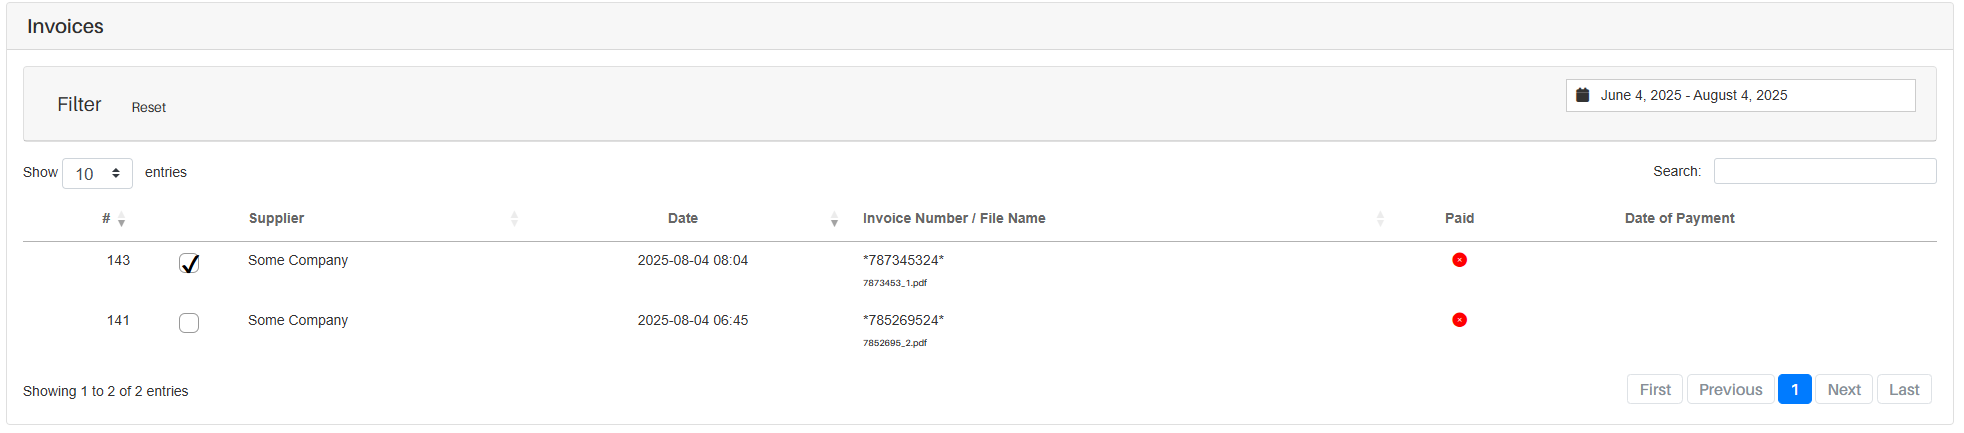 Invoices
Filter Reset June 4, 2025 - August 4, 2025
Show 10 entries Search:
# Supplier Date Invoice Number / File Name Paid Date of Payment
143 Some Company 2025-08-04 08:04 *787345324*
7873453_1.pdf
141 Some Company 2025-08-04 06:45 *785269524*
7852695_2.pdf
Showing 1 to 2 of 2 entries First Previous 1 Next Last